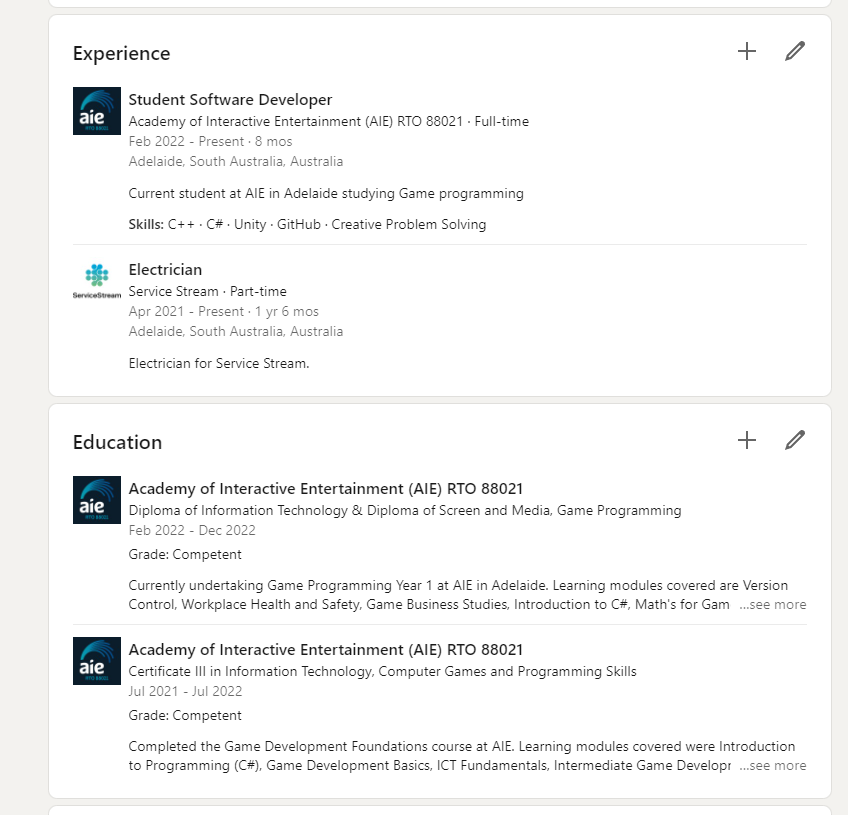 Experience
aie
RTO 88021
Student Software Developer
Academy of Interactive Entertainment (AIE) RTO 88021 · Full-time
Feb 2022 - Present · 8 mos
Adelaide, South Australia, Australia
Current student at AIE in Adelaide studying Game programming
Skills: C++ · C# · Unity · GitHub · Creative Problem Solving
ServiceStream
Electrician
Service Stream · Part-time
Apr 2021 - Present · 1 yr 6 mos
Adelaide, South Australia, Australia
Electrician for Service Stream.
Education
aie
RTO 88021
Academy of Interactive Entertainment (AIE) RTO 88021
Diploma of Information Technology & Diploma of Screen and Media, Game Programming
Feb 2022 - Dec 2022
Grade: Competent
Currently undertaking Game Programming Year 1 at AIE in Adelaide. Learning modules covered are Version
Control, Workplace Health and Safety, Game Business Studies, Introduction to C#, Math's for Gam ...see more
aie
RTO 88021
Academy of Interactive Entertainment (AIE) RTO 88021
Certificate III in Information Technology, Computer Games and Programming Skills
Jul 2021 - Jul 2022
Grade: Competent
Completed the Game Development Foundations course at AIE. Learning modules covered were Introduction
to Programming (C#), Game Development Basics, ICT Fundamentals, Intermediate Game Develop ...see more